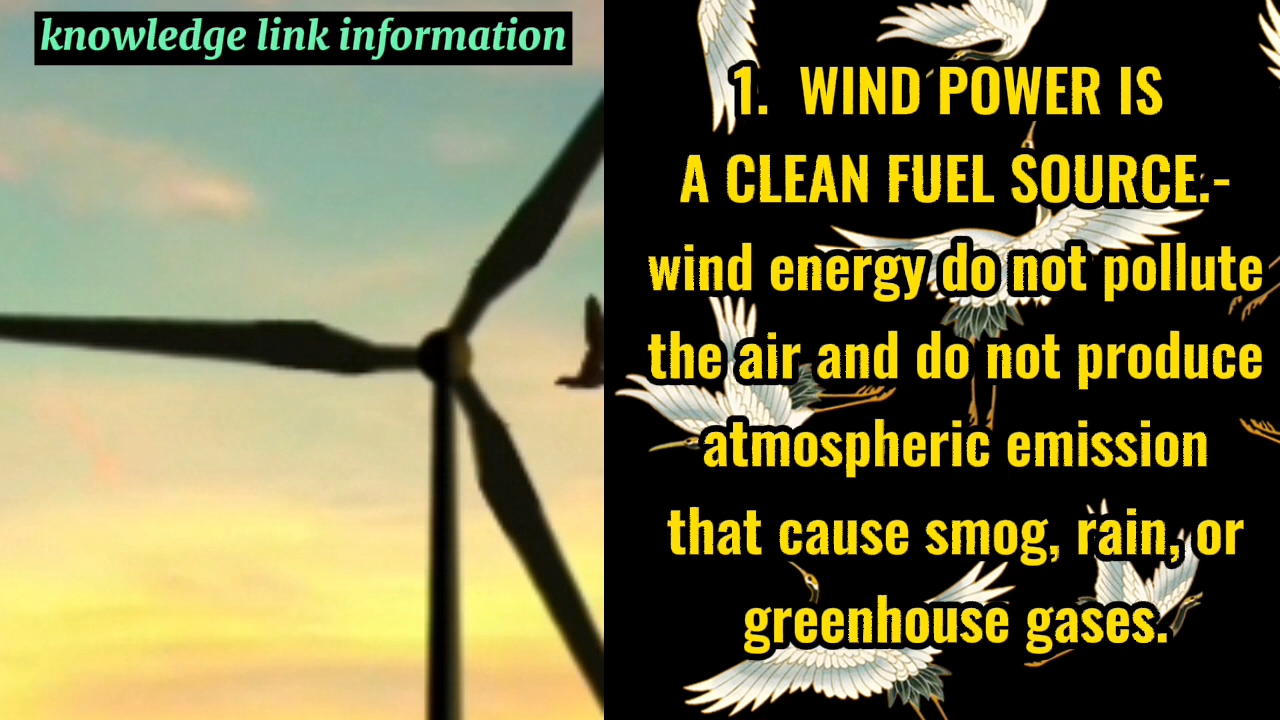 knowledge link information
1. WIND POWER IS
A CLEAN FUEL SOURCE.-
wind energy do not pollute
the air and do not produce
atmospheric emission
that cause smog, rain, or
greenhouse gases.